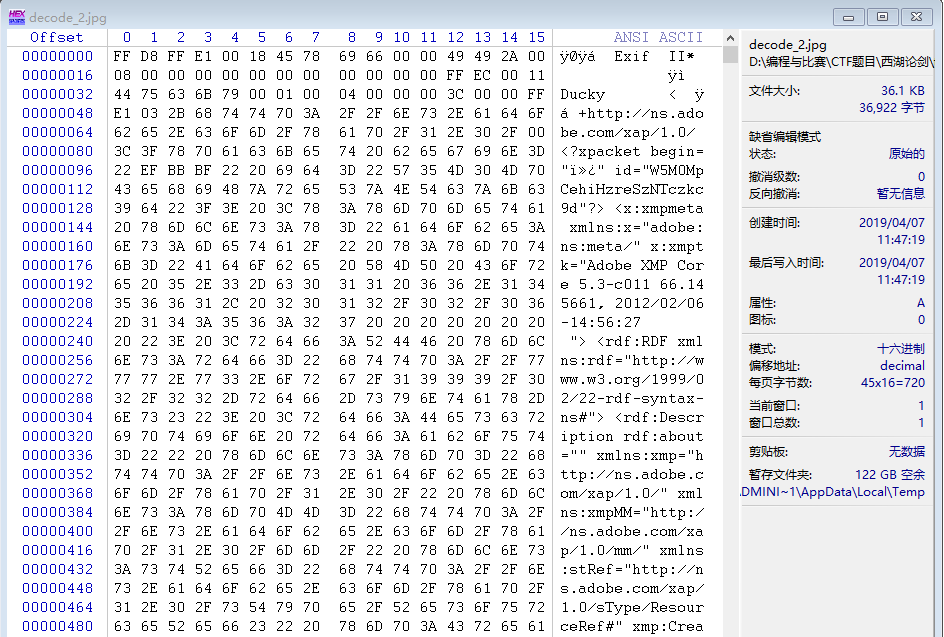 HEX
decode_2.jpg
Offset 0 1 2 3 4 5 6 7 8 9 10 11 12 13 14 15 ANSI ASCII
00000000 FF D8 FF E1 00 18 45 78 69 66 00 00 49 49 2A 00 ÿØÿá Exif II*
00000016 08 00 00 00 00 00 00 00 00 00 00 00 FF EC 00 11 ÿì
00000032 44 75 63 6B 79 00 01 00 04 00 00 00 3C 00 00 FF Ducky < ÿ
00000048 E1 03 2B 68 74 74 70 3A 2F 2F 6E 73 2E 61 64 6F á +http://ns.ado
00000064 62 65 2E 63 6F 6D 2F 78 61 70 2F 31 2E 30 2F 00 be.com/xap/1.0/
00000080 3C 3F 78 70 61 63 6B 65 74 20 62 65 67 69 6E 3D <?xpacket begin=
00000096 22 EF BB BF 22 20 69 64 3D 22 57 35 4D 30 4D 70 "ï»¿" id="W5M0Mp
00000112 43 65 68 69 48 7A 72 65 53 7A 4E 54 63 7A 6B 63 CehiHzreSzNTczkc
00000128 39 64 22 3F 3E 20 3C 78 3A 78 6D 70 6D 65 74 61 9d"?> <x:xmpmeta
00000144 20 78 6D 6C 6E 73 3A 78 3D 22 61 64 6F 62 65 3A xmlns:x="adobe:
00000160 6E 73 3A 6D 65 74 61 2F 22 20 78 3A 78 6D 70 74 ns:meta/" x:xmpt
00000176 6B 3D 22 41 64 6F 62 65 20 58 4D 50 20 43 6F 72 k="Adobe XMP Cor
00000192 65 20 35 2E 33 2D 63 30 31 31 20 36 36 2E 31 34 e 5.3-c011 66.14
00000208 35 36 36 31 2C 20 32 30 31 32 2F 30 32 2F 30 36 5661, 2012/02/06
00000224 2D 31 34 3A 35 36 3A 32 37 20 20 20 20 20 20 20 -14:56:27
00000240 20 22 3E 20 3C 72 64 66 3A 52 44 46 20 78 6D 6C "> <rdf:RDF xml
00000256 6E 73 3A 72 64 66 3D 22 68 74 74 70 3A 2F 2F 77 ns:rdf="http://w
00000272 77 77 2E 77 33 2E 6F 72 67 2F 31 39 39 39 2F 30 ww.w3.org/1999/0
00000288 32 2F 32 32 2D 72 64 66 2D 73 79 6E 74 61 78 2D 2/22-rdf-syntax-
00000304 6E 73 23 22 3E 20 3C 72 64 66 3A 44 65 73 63 72 ns#"> <rdf:Descr
00000320 69 70 74 69 6F 6E 20 72 64 66 3A 61 62 6F 75 74 iption rdf:about
00000336 3D 22 22 20 78 6D 6C 6E 73 3A 78 6D 70 3D 22 68 ="" xmlns:xmp="h
00000352 74 74 70 3A 2F 2F 6E 73 2E 61 64 6F 62 65 2E 63 ttp://ns.adobe.c
00000368 6F 6D 2F 78 61 70 2F 31 2E 30 2F 22 20 78 6D 6C om/xap/1.0/" xml
00000384 6E 73 3A 78 6D 70 4D 4D 3D 22 68 74 74 70 3A 2F ns:xmpMM="http:/
00000400 2F 6E 73 2E 61 64 6F 62 65 2E 63 6F 6D 2F 78 61 /ns.adobe.com/xa
00000416 70 2F 31 2E 30 2F 6D 6D 2F 22 20 78 6D 6C 6E 73 p/1.0/mm/" xmlns
00000432 3A 73 74 52 65 66 3D 22 68 74 74 70 3A 2F 2F 6E :stRef="http://n
00000448 73 2E 61 64 6F 62 65 2E 63 6F 6D 2F 78 61 70 2F s.adobe.com/xap/
00000464 31 2E 30 2F 73 54 79 70 65 2F 52 65 73 6F 75 72 1.0/sType/Resour
00000480 63 65 52 65 66 23 22 20 78 6D 70 3A 43 72 65 61 ceRef#" xmp:Crea
decode_2.jpg
D:\编程与比赛\CTF题目\西湖论剑\
文件大小: 36.1 KB
36,922 字节
缺省编辑模式
状态: 原始的
撤消级数: 0
反向撤消: 暂无信息
创建时间: 2019/04/07
11:47:19
最后写入时间: 2019/04/07
11:47:19
属性: A
图标: 0
模式: 十六进制
偏移地址: decimal
每页字节数: 45x16=720
当前窗口: 1
窗口总数: 1
剪贴板: 无数据
暂存文件夹: 122 GB 空余
DMINI~1\AppData\Local\Temp